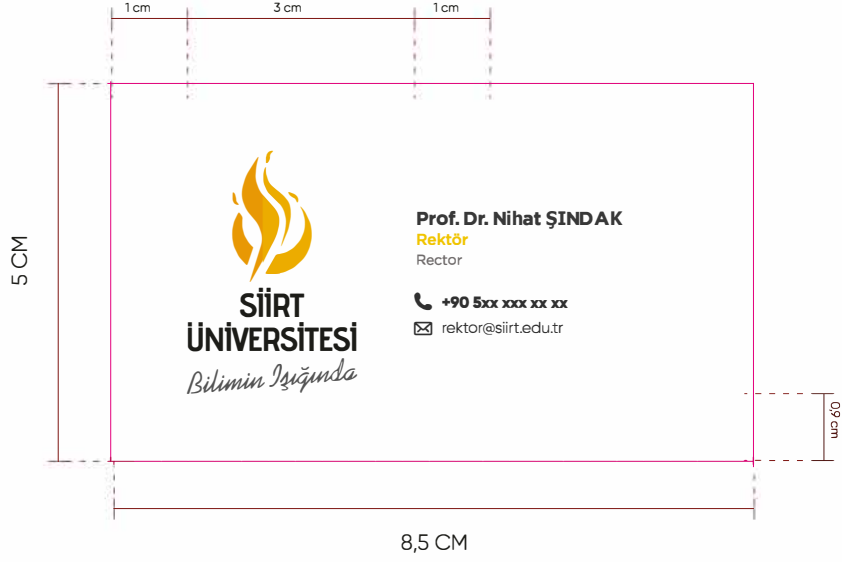 1 cm 3 cm 1 cm
5 CM
SİİRT
ÜNİVERSİTESİ
Bilimin Işığında
Prof. Dr. Nihat ŞINDAK
Rektör
Rector
+90 5xx xxx xx xx
rektor@siirt.edu.tr
0,9 cm
8,5 CM